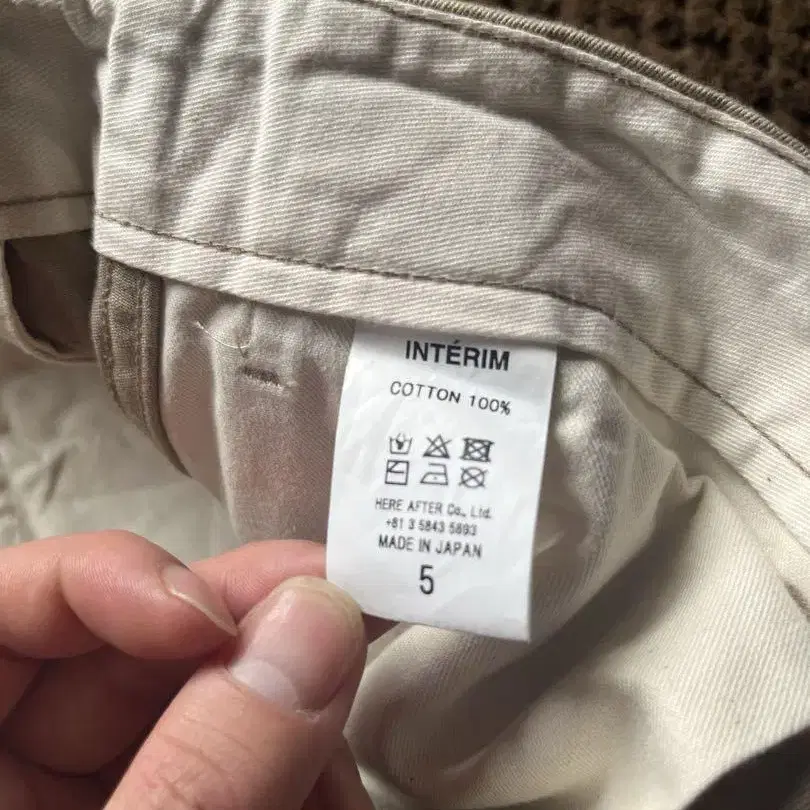 INTÉRIM
COTTON 100%
HERE AFTER Co., Ltd.
+81 3 5843 5893
MADE IN JAPAN
5